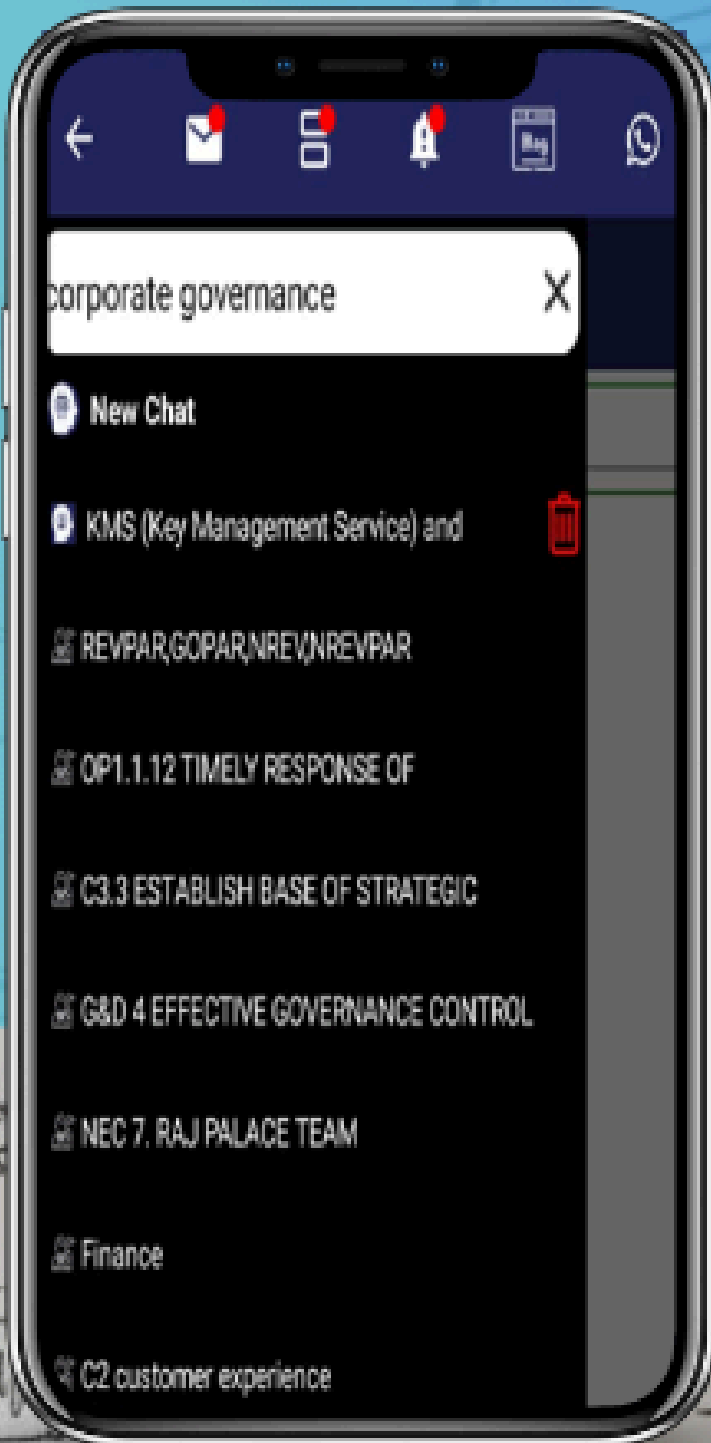 Mag
corporate governance X
New Chat
KMS (Key Management Service) and
REVPAR,GOPAR,NREV,NREVPAR
OP1.1.12 TIMELY RESPONSE OF
C3.3 ESTABLISH BASE OF STRATEGIC
G&D 4 EFFECTIVE GOVERNANCE CONTROL
NEC 7. RAJ PALACE TEAM
Finance
C2 customer experience